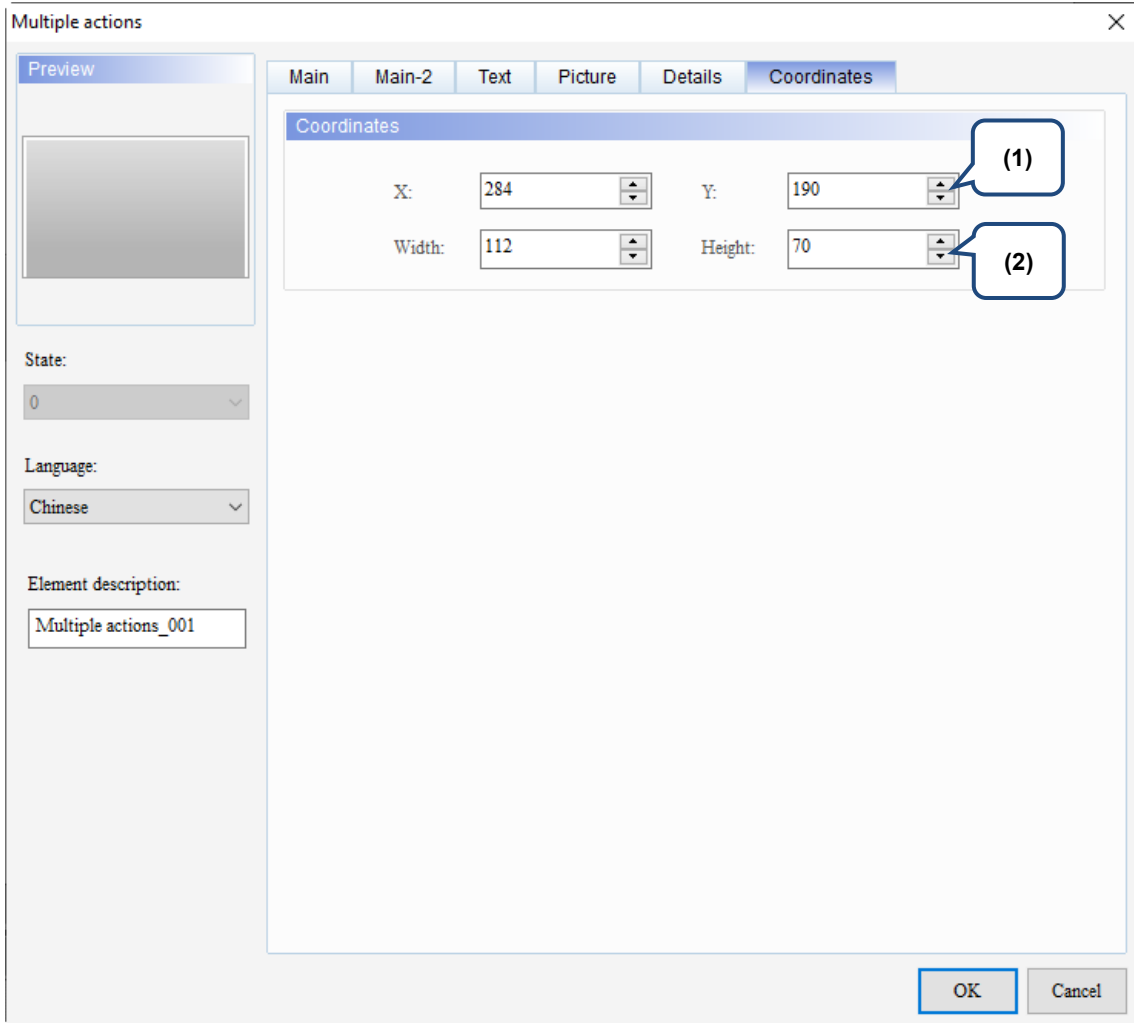 Multiple actions
Preview
Main Main-2 Text Picture Details Coordinates
Coordinates
(1)
X: 284 Y: 190
Width: 112 Height: 70
(2)
State:
0
Language:
Chinese
Element description:
Multiple actions_001
OK Cancel